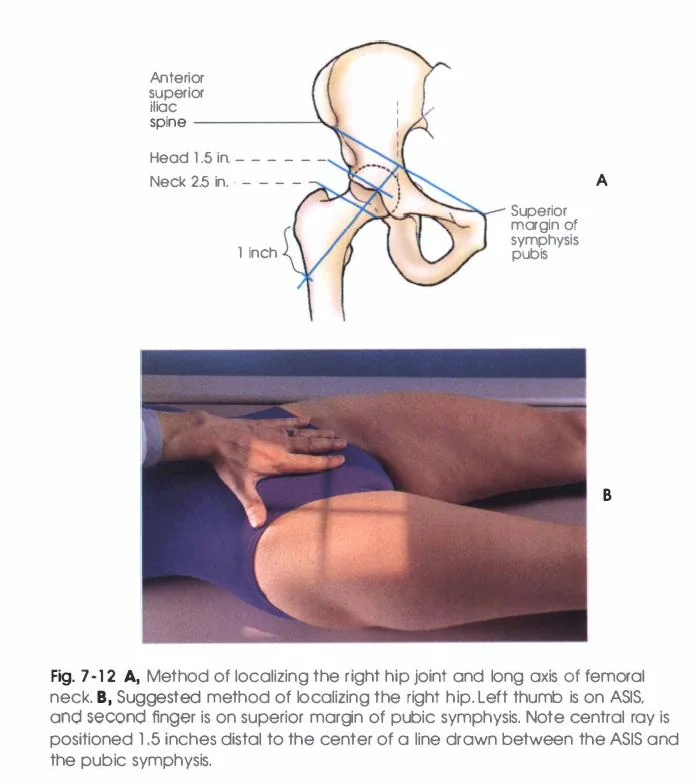 Anterior
superior
iliac
spine
Head 1.5 in.
Neck 2.5 in.
1 inch
A
Superior
margin of
symphysis
pubis
B
Fig. 7-12 A, Method of localizing the right hip joint and long axis of femoral
neck. B, Suggested method of localizing the right hip. Left thumb is on ASIS,
and second finger is on superior margin of pubic symphysis. Note central ray is
positioned 1.5 inches distal to the center of a line drawn between the ASIS and
the pubic symphysis.